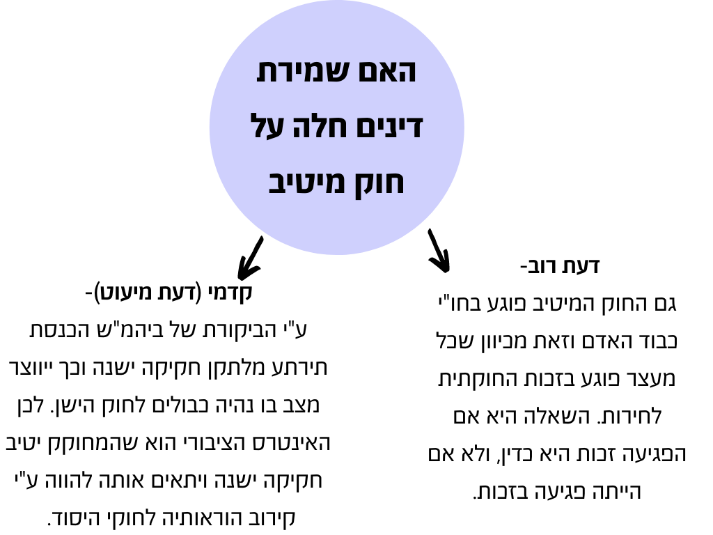 האם שמירת
דינים חלה על
חוק מיטיב
דעת רוב-
גם החוק המיטיב פוגע בחו"י
כבוד האדם וזאת מכיוון שכל
מעצר פוגע בזכות החוקתית
לחירות. השאלה היא אם
הפגיעה זכות היא כדין, ולא אם
הייתה פגיעה בזכות.
קדמי (דעת מיעוט)-
ע"י הביקורת של ביהמ"ש הכנסת
תירתע מלתקן חקיקה ישנה וכך ייווצר
מצב בו נהיה כבולים לחוק הישן. לכן
האינטרס הציבורי הוא שהמחוקק יטיב
חקיקה ישנה ויתאים אותה להווה ע"י
קירוב הוראותיה לחוקי היסוד.